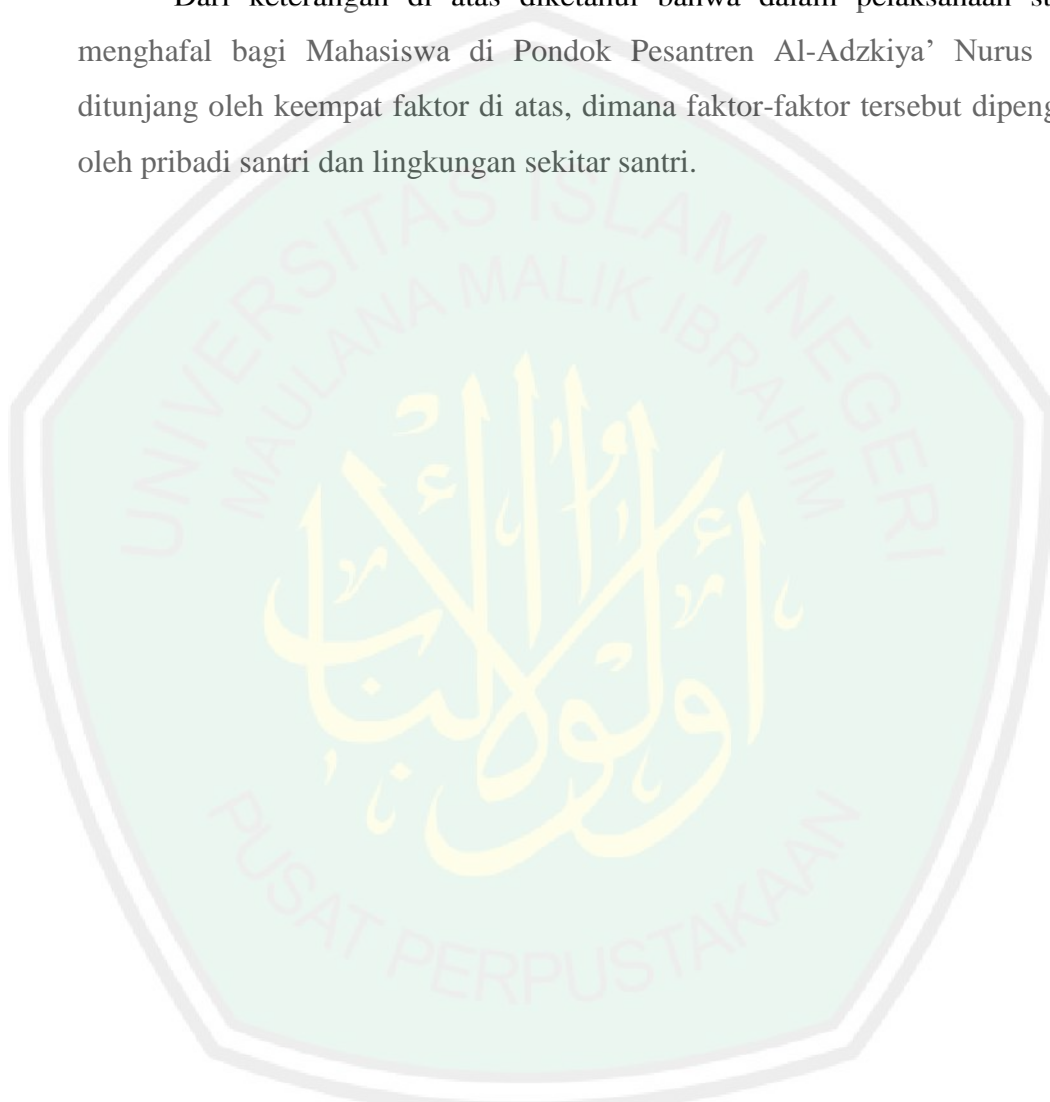 Dari keterangan di atas diketahui bahwa dalam pelaksanaan
menghafal bagi Mahasiswa di Pondok Pesantren Al-Adzkiya’ Nurus
ditunjang oleh keempat faktor di atas, dimana faktor-faktor tersebut
oleh pribadi santri dan lingkungan sekitar santri.
UNIVERSITAS ISLAM NEGERI
MAULANA MALIK IBRAHIM
أولوا الألباب
PUSAT PERPUSTAKAAN